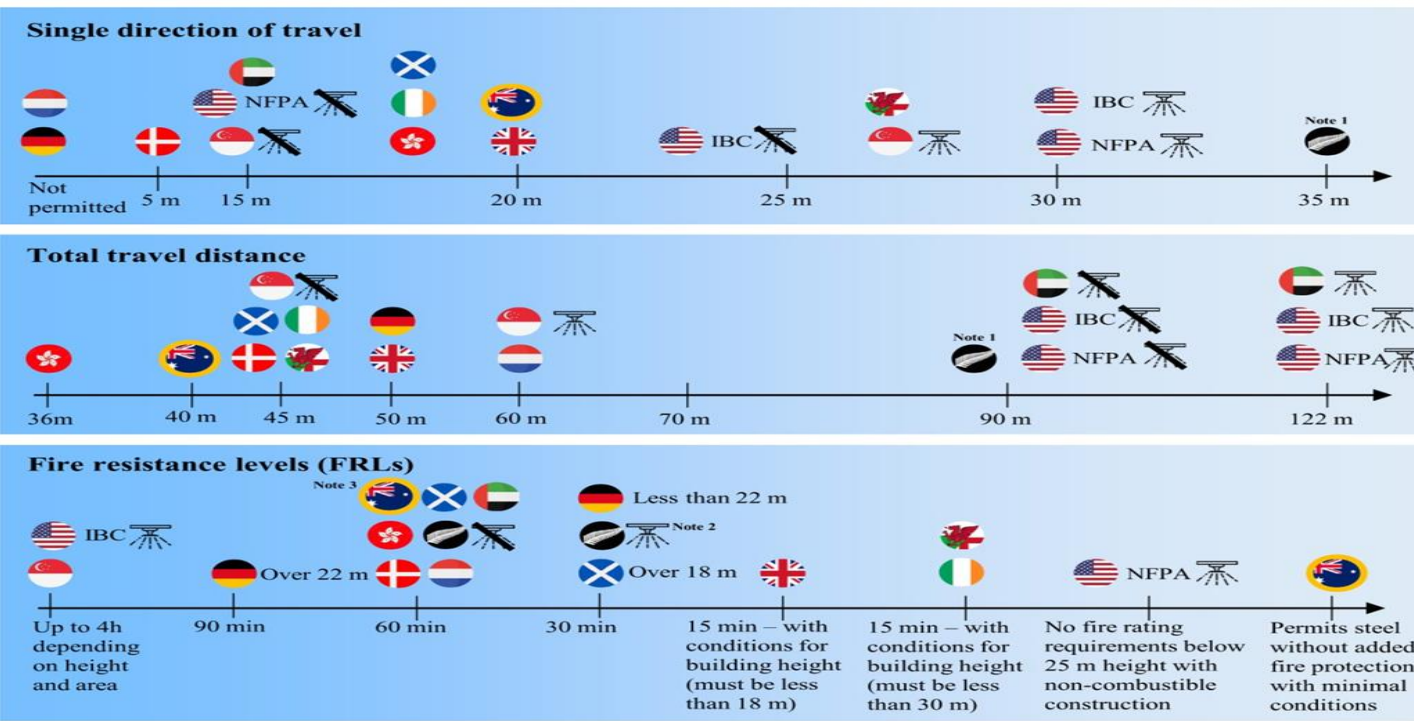 Single direction of travel
NFPA
IBC
Note 1
IBC
NFPA
Not
permitted
5 m
15 m
20 m
25 m
30 m
35 m
Total travel distance
Note 1
IBC
IBC
NFPA
NFPA
36m
40 m
45 m
50 m
60 m
70 m
90 m
122 m
Fire resistance levels (FRLs)
Note 3
Less than 22 m
IBC
Note 2
Over 22 m
Over 18 m
NFPA
Up to 4h
depending
on height
and area
90 min
60 min
30 min
15 min – with
conditions for
building height
(must be less
than 18 m)
15 min – with
conditions for
building height
(must be less
than 30 m)
No fire rating
requirements below
25 m height with
non-combustible
construction
Permits steel
without added
fire protection
with minimal
conditions